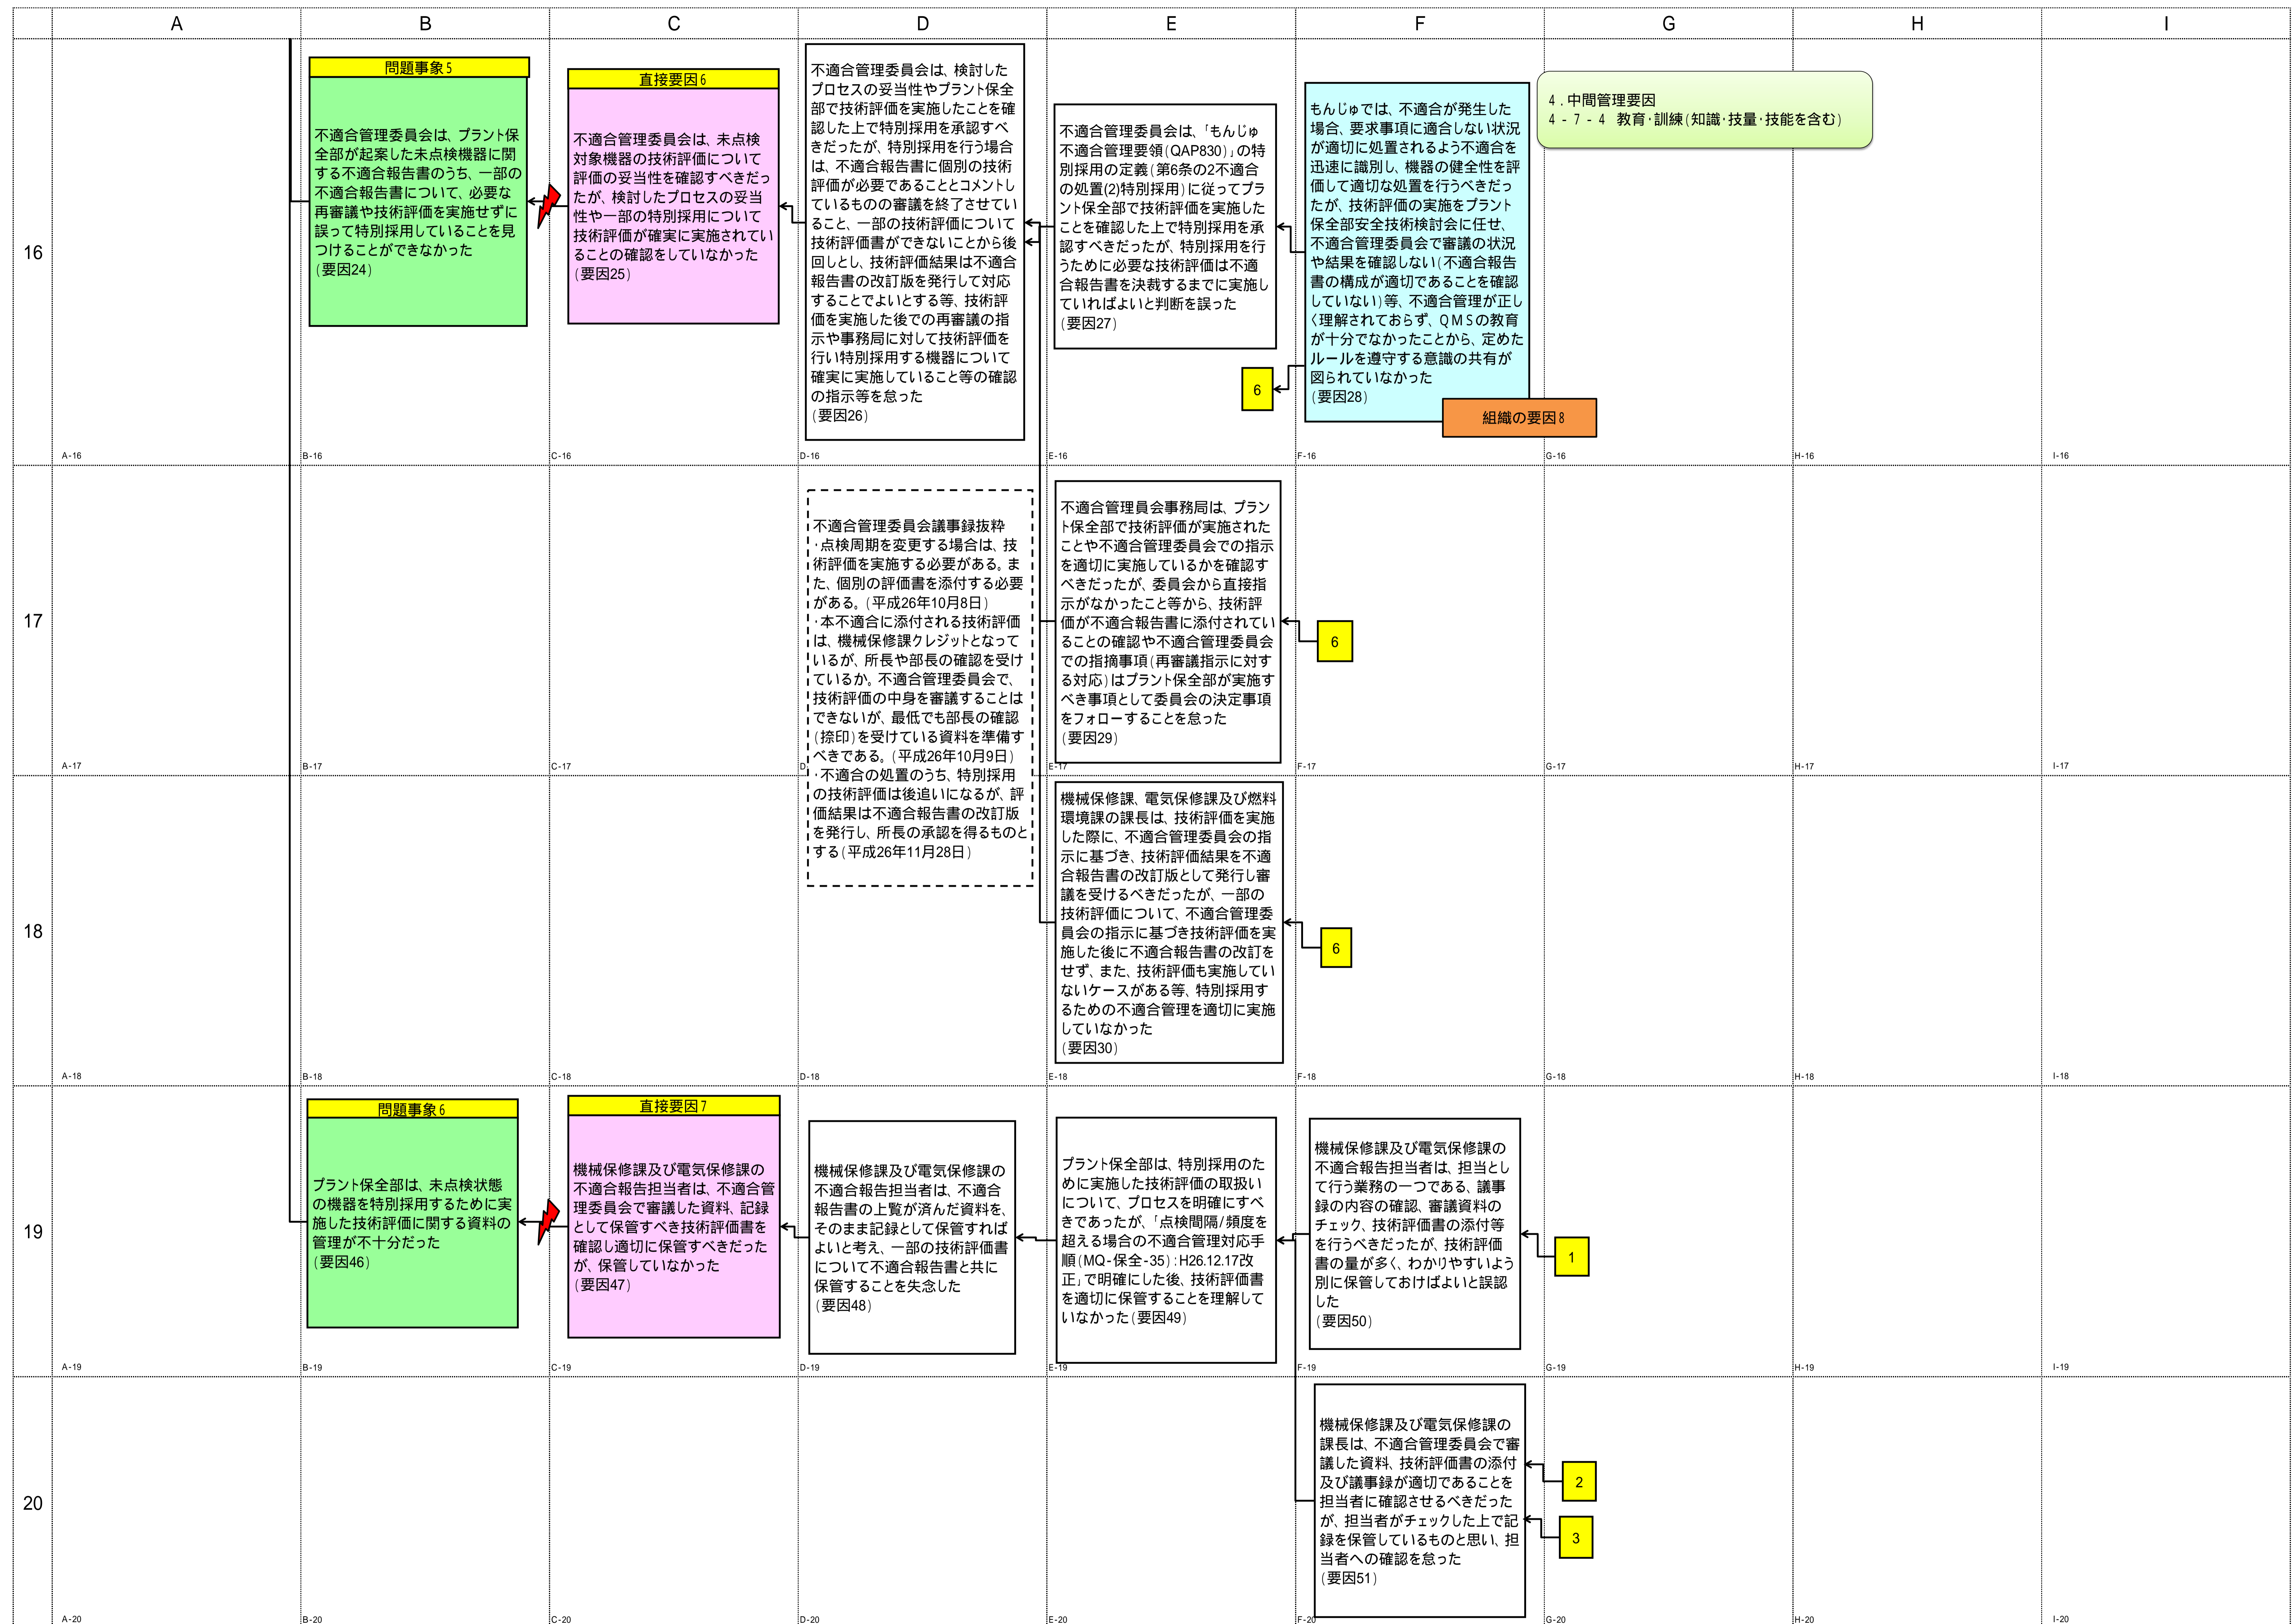 A
B
C
D
E
F
G
H
I
16
問題事象5
不適合管理委員会は、プラント保
全部が起案した未点検機器に関
する不適合報告書のうち、一部の
不適合報告書について、必要な
再審議や技術評価を実施せずに
誤って特別採用していることを見
つけることができなかった
(要因24)
直接要因6
不適合管理委員会は、未点検
対象機器の技術評価について
評価の妥当性を確認すべきだっ
たが、検討したプロセスの妥当
性や一部の特別採用について
技術評価が確実に実施されてい
ることの確認をしていなかった
(要因25)
不適合管理委員会は、検討した
プロセスの妥当性やプラント保全
部で技術評価を実施したことを確
認した上で特別採用を承認すべ
きだったが、特別採用を行う場合
は、不適合報告書に個別の技術
評価が必要であることとコメントし
ているものの審議を終了させてい
ること、一部の技術評価について
技術評価書ができないことから後
回しとし、技術評価結果は不適合
報告書の改訂版を発行して対応
することでよいとする等、技術評
価を実施した後での再審議の指
示や事務局に対して技術評価を
行い特別採用する機器について
確実に実施していること等の確認
の指示等を怠った
(要因26)
不適合管理委員会は、「もんじゅ
不適合管理要領(QAP830)」の特
別採用の定義(第6条の2不適合
の処置(2)特別採用)に従ってプラ
ント保全部で技術評価を実施した
ことを確認した上で特別採用を承
認すべきだったが、特別採用を行
うために必要な技術評価は不適
合報告書を決裁するまでに実施し
ていればよいと判断を誤った
(要因27)
6
もんじゅでは、不適合が発生した
場合、要求事項に適合しない状況
が適切に処置されるよう不適合を
迅速に識別し、機器の健全性を評
価して適切な処置を行うべきだっ
たが、技術評価の実施をプラント
保全部安全技術検討会に任せ、
不適合管理委員会で審議の状況
や結果を確認しない(不適合報告
書の構成が適切であることを確認
していない)等、不適合管理が正し
く理解されておらず、QMSの教育
が十分でなかったことから、定めた
ルールを遵守する意識の共有が
図られていなかった
(要因28)
組織の要因8
4．中間管理要因
4-7-4 教育・訓練(知識・技量・技能を含む)
A-16
B-16
C-16
D-16
E-16
F-16
G-16
H-16
I-16
17
不適合管理委員会議事録抜粋
・点検周期を変更する場合は、技
術評価を実施する必要がある。ま
た、個別の評価書を添付する必要
がある。(平成26年10月8日)
・本不適合に添付される技術評価
は、機械保修課クレジットとなって
いるが、所長や部長の確認を受け
ているか。不適合管理委員会で、
技術評価の中身を審議することは
できないが、最低でも部長の確認
(捺印)を受けている資料を準備す
べきである。(平成26年10月9日)
・不適合の処置のうち、特別採用
の技術評価は後追いになるが、評
価結果は不適合報告書の改訂版
を発行し、所長の承認を得るものと
する(平成26年11月28日)
不適合管理員会事務局は、プラン
ト保全部で技術評価が実施された
ことや不適合管理委員会での指示
を適切に実施しているかを確認す
べきだったが、委員会から直接指
示がなかったこと等から、技術評
価が不適合報告書に添付されてい
ることの確認や不適合管理委員会
での指摘事項(再審議指示に対す
る対応)はプラント保全部が実施す
べき事項として委員会の決定事項
をフォローすることを怠った
(要因29)
6
A-17
B-17
C-17
D
E-17
F-17
G-17
H-17
I-17
18
機械保修課、電気保修課及び燃料
環境課の課長は、技術評価を実施
した際に、不適合管理委員会の指
示に基づき、技術評価結果を不適
合報告書の改訂版として発行し審
議を受けるべきだったが、一部の
技術評価について、不適合管理委
員会の指示に基づき技術評価を実
施した後に不適合報告書の改訂を
せず、また、技術評価も実施してい
ないケースがある等、特別採用す
るための不適合管理を適切に実施
していなかった
(要因30)
6
A-18
B-18
C-18
D-18
E-18
F-18
G-18
H-18
I-18
19
問題事象6
プラント保全部は、未点検状態
の機器を特別採用するために実
施した技術評価に関する資料の
管理が不十分だった
(要因46)
直接要因7
機械保修課及び電気保修課の
不適合報告担当者は、不適合管
理委員会で審議した資料、記録
として保管すべき技術評価書を
確認し適切に保管すべきだった
が、保管していなかった
(要因47)
機械保修課及び電気保修課の
不適合報告担当者は、不適合
報告書の上覧が済んだ資料を、
そのまま記録として保管すれば
よいと考え、一部の技術評価書
について不適合報告書と共に
保管することを失念した
(要因48)
プラント保全部は、特別採用のた
めに実施した技術評価の取扱い
について、プロセスを明確にすべ
きであったが、「点検間隔/頻度を
超える場合の不適合管理対応手
順(MQ-保全-35):H26.12.17改
正」で明確にした後、技術評価書
を適切に保管することを理解して
いなかった(要因49)
機械保修課及び電気保修課の
不適合報告担当者は、担当とし
て行う業務の一つである、議事
録の内容の確認、審議資料の
チェック、技術評価書の添付等
を行うべきだったが、技術評価
書の量が多く、わかりやすいよう
別に保管しておけばよいと誤認
した
(要因50)
1
A-19
B-19
C-19
D-19
E-19
F-19
G-19
H-19
I-19
20
機械保修課及び電気保修課の
課長は、不適合管理委員会で審
議した資料、技術評価書の添付
及び議事録が適切であることを
担当者に確認させるべきだった
が、担当者がチェックした上で記
録を保管しているものと思い、担
当者への確認を怠った
(要因51)
2
3
A-20
B-20
C-20
D-20
E-20
F-20
G-20
H-20
I-20